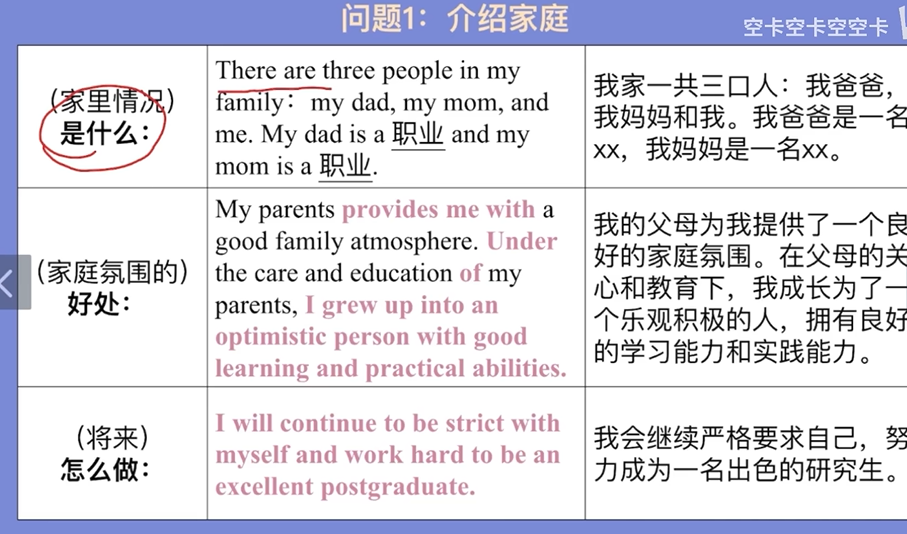 问题1：介绍家庭
空卡空卡空空卡
（家里情况）
是什么：
There are three people in my
family：my dad, my mom, and
me. My dad is a 职业 and my
mom is a 职业.
我家一共三口人：我爸爸，
我妈妈和我。我爸爸是一名
xx，我妈妈是一名xx。
（家庭氛围的）
好处：
My parents provides me with a
good family atmosphere. Under
the care and education of my
parents, I grew up into an
optimistic person with good
learning and practical abilities.
我的父母为我提供了一个良
好的家庭氛围。在父母的关
心和教育下，我成长为了一
个乐观积极的人，拥有良好
的学习能力和实践能力。
（将来）
怎么做：
I will continue to be strict with
myself and work hard to be an
excellent postgraduate.
我会继续严格要求自己，努
力成为一名出色的研究生。